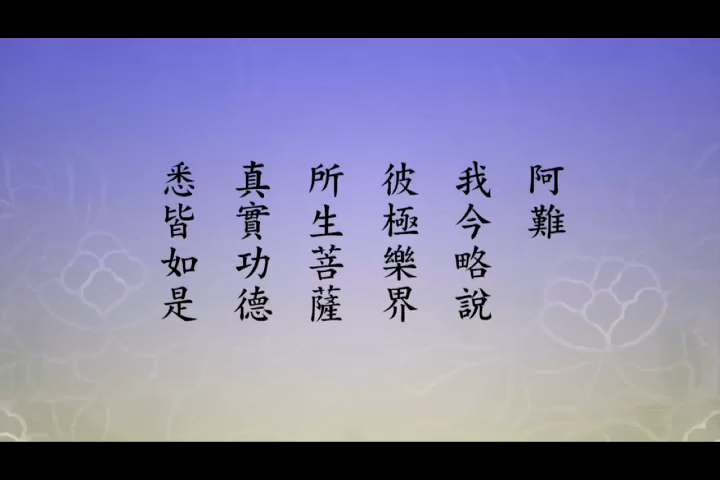 阿難
我今略說
彼極樂界
所生菩薩
真實功德
悉皆如是